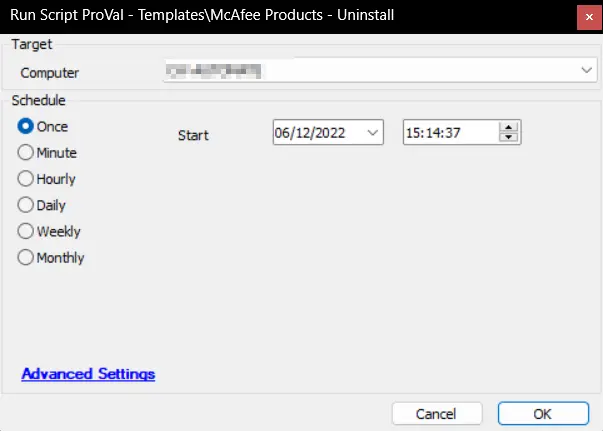 Run Script ProVal - Templates\McAfee Products - Uninstall
Target
Computer
Schedule
Once
Start
06/12/2022
15:14:37
Minute
Hourly
Daily
Weekly
Monthly
Advanced Settings
Cancel
OK